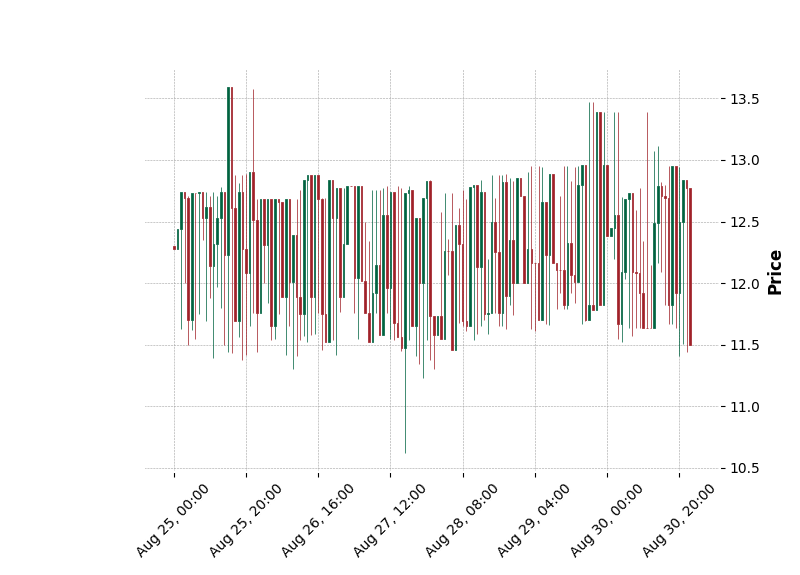 13.5
13.0
12.5
12.0
11.5
11.0
10.5
Price
Aug 25, 00:00
Aug 25, 20:00
Aug 26, 16:00
Aug 27, 12:00
Aug 28, 08:00
Aug 29, 04:00
Aug 30, 00:00
Aug 30, 20:00